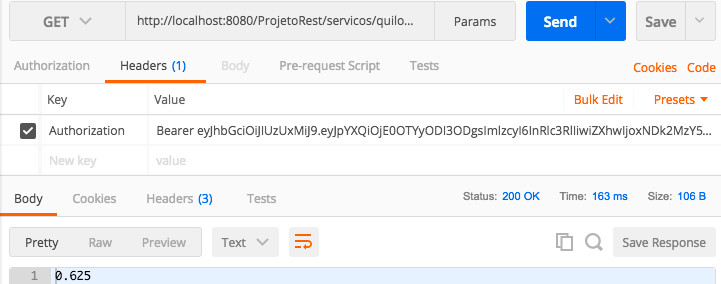 GET http://localhost:8080/ProjetoRest/servicos/quilo... Params Send Save
Authorization Headers (1) Body Pre-request Script Tests Cookies Code
Key Value Bulk Edit Presets
Authorization Bearer eyJhbGciOiJIUzUxMiJ9.eyJpYXQiOjE0OTYyODI3ODgsImlzcyI6InRlc3RlIiwiZXhwIjoxNDk2MzY5...
New key value
Body Cookies Headers (3) Tests Status: 200 OK Time: 163 ms Size: 106 B
Pretty Raw Preview Text Save Response
1 0.625